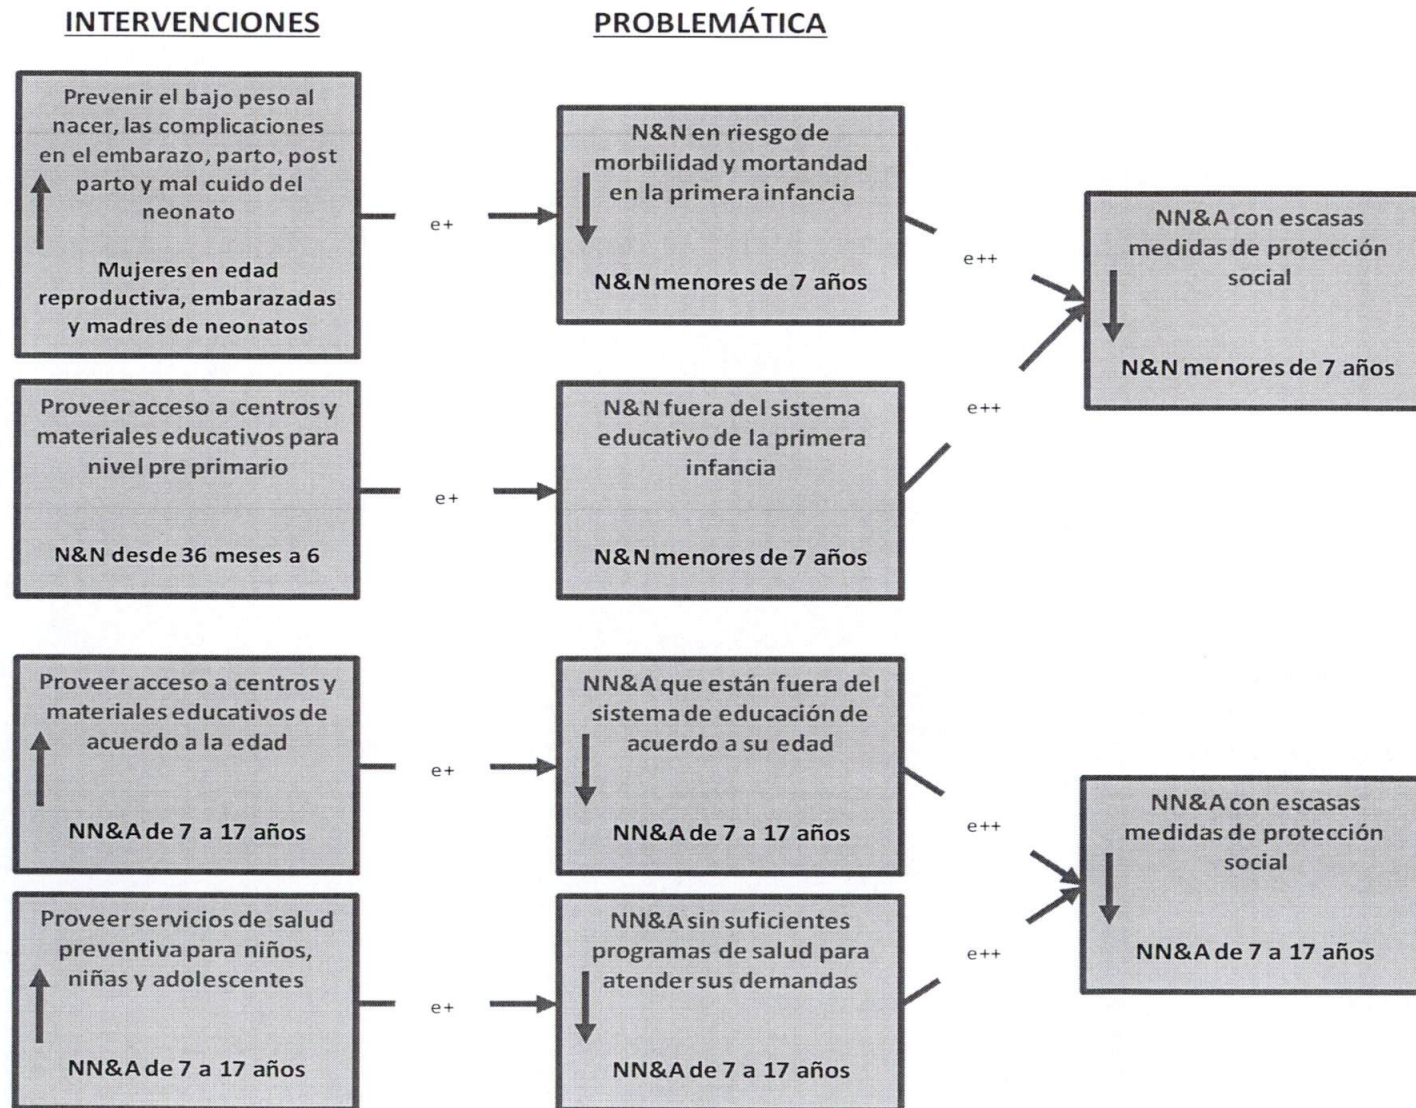 INTERVENCIONES
PROBLEMÁTICA
Prevenir el bajo peso al
nacer, las complicaciones
en el embarazo, parto, post
parto y mal cuido del
neonato
Mujeres en edad
reproductiva, embarazadas
y madres de neonatos
e+
N&N en riesgo de
morbilidad y mortandad
en la primera infancia
N&N menores de 7 años
e++
NN&A con escasas
medidas de protección
social
N&N menores de 7 años
Proveer acceso a centros y
materiales educativos para
nivel pre primario
N&N desde 36 meses a 6
e+
N&N fuera del sistema
educativo de la primera
infancia
N&N menores de 7 años
e++
Proveer acceso a centros y
materiales educativos de
acuerdo a la edad
NN&A de 7 a 17 años
e+
NN&A que están fuera del
sistema de educación de
acuerdo a su edad
NN&A de 7 a 17 años
e++
NN&A con escasas
medidas de protección
social
NN&A de 7 a 17 años
Proveer servicios de salud
preventiva para niños,
niñas y adolescentes
NN&A de 7 a 17 años
e+
NN&A sin suficientes
programas de salud para
atender sus demandas
NN&A de 7 a 17 años
e++